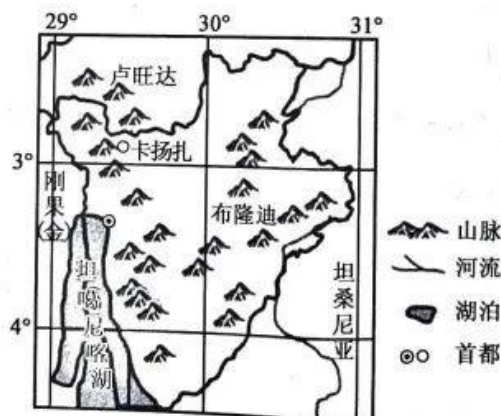 29°
30°
31°
卢旺达
卡扬扎
3°
刚果(金)
布隆迪
坦噶尼喀湖
坦桑尼亚
4°
山脉
河流
湖泊
首都